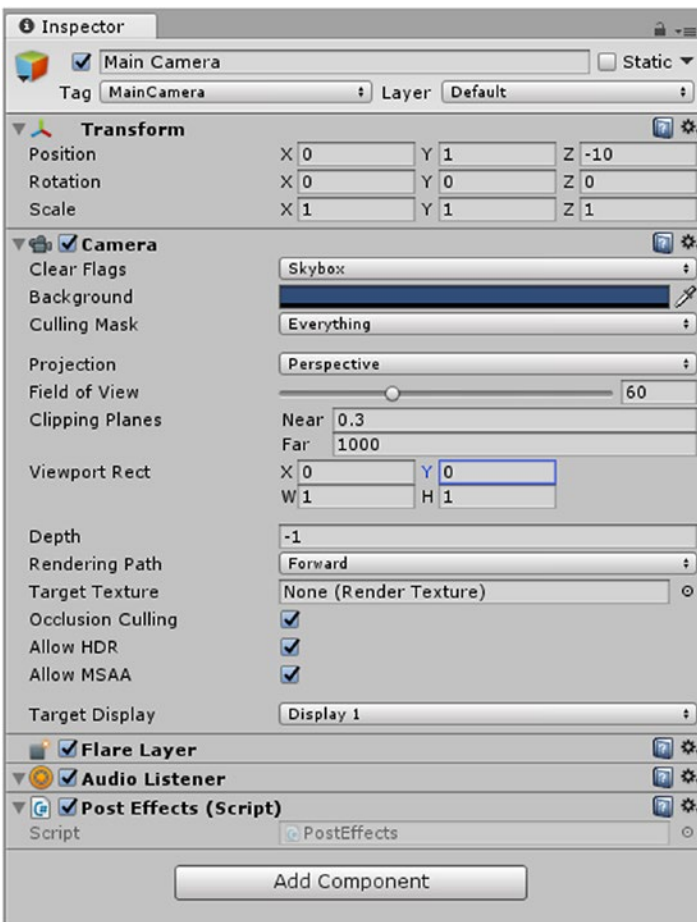 Inspector
Main Camera Static
Tag MainCamera Layer Default
Transform
Position X 0 Y 1 Z -10
Rotation X 0 Y 0 Z 0
Scale X 1 Y 1 Z 1
Camera
Clear Flags Skybox
Background
Culling Mask Everything
Projection Perspective
Field of View 60
Clipping Planes Near 0.3
Far 1000
Viewport Rect X 0 Y 0
W 1 H 1
Depth -1
Rendering Path Forward
Target Texture None (Render Texture)
Occlusion Culling
Allow HDR
Allow MSAA
Target Display Display 1
Flare Layer
Audio Listener
Post Effects (Script)
Script PostEffects
Add Component